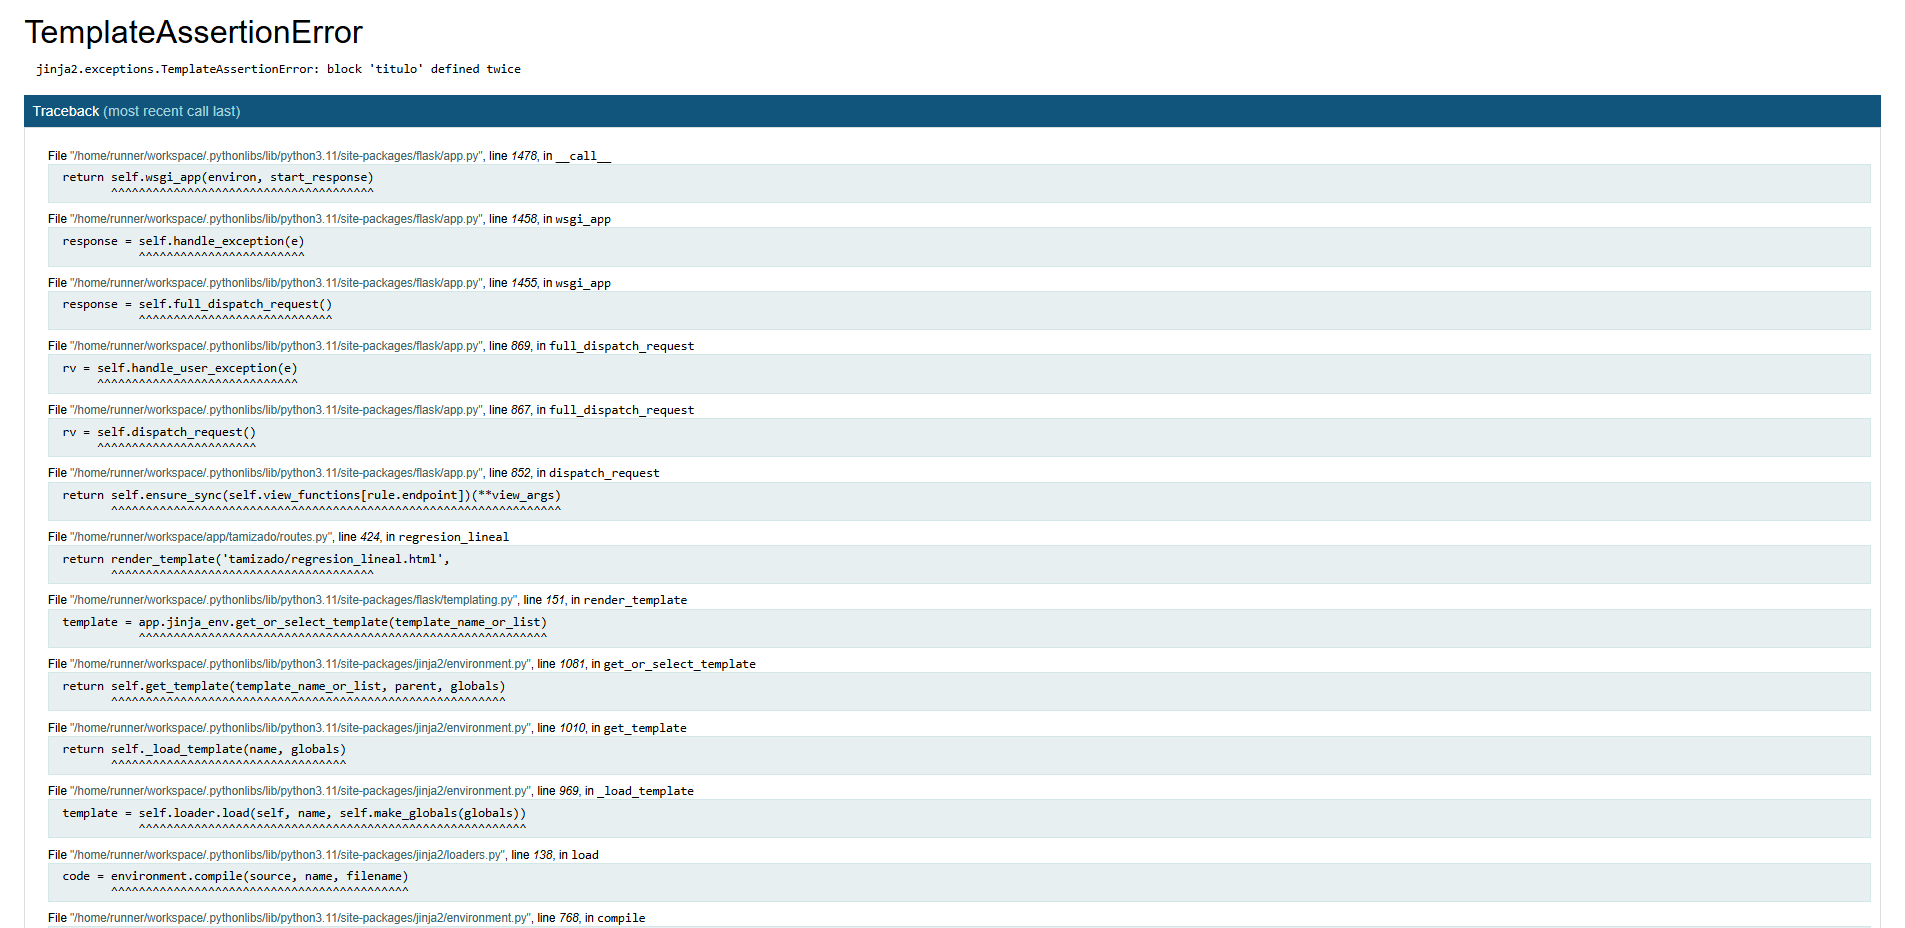 TemplateAssertionError
jinja2.exceptions.TemplateAssertionError: block 'titulo' defined twice
Traceback (most recent call last)
File "/home/runner/workspace/.pythonlibs/lib/python3.11/site-packages/flask/app.py", line 1478, in __call__
return self.wsgi_app(environ, start_response)
^^^^^^^^^^^^^^^^^^^^^^^^^^^^^^^^^^^^^^
File "/home/runner/workspace/.pythonlibs/lib/python3.11/site-packages/flask/app.py", line 1458, in wsgi_app
response = self.handle_exception(e)
^^^^^^^^^^^^^^^^^^^^^^^^
File "/home/runner/workspace/.pythonlibs/lib/python3.11/site-packages/flask/app.py", line 1455, in wsgi_app
response = self.full_dispatch_request()
^^^^^^^^^^^^^^^^^^^^^^^^^^^^
File "/home/runner/workspace/.pythonlibs/lib/python3.11/site-packages/flask/app.py", line 869, in full_dispatch_request
rv = self.handle_user_exception(e)
^^^^^^^^^^^^^^^^^^^^^^^^^^^^^
File "/home/runner/workspace/.pythonlibs/lib/python3.11/site-packages/flask/app.py", line 867, in full_dispatch_request
rv = self.dispatch_request()
^^^^^^^^^^^^^^^^^^^^^^^
File "/home/runner/workspace/.pythonlibs/lib/python3.11/site-packages/flask/app.py", line 852, in dispatch_request
return self.ensure_sync(self.view_functions[rule.endpoint])(**view_args)
^^^^^^^^^^^^^^^^^^^^^^^^^^^^^^^^^^^^^^^^^^^^^^^^^^^^^^^^^^^^^^^^^
File "/home/runner/workspace/app/tamizado/routes.py", line 424, in regresion_lineal
return render_template('tamizado/regresion_lineal.html',
^^^^^^^^^^^^^^^^^^^^^^^^^^^^^^^^^^^^^^
File "/home/runner/workspace/.pythonlibs/lib/python3.11/site-packages/flask/templating.py", line 151, in render_template
template = app.jinja_env.get_or_select_template(template_name_or_list)
^^^^^^^^^^^^^^^^^^^^^^^^^^^^^^^^^^^^^^^^^^^^^^^^^^^^^^^^^^^
File "/home/runner/workspace/.pythonlibs/lib/python3.11/site-packages/jinja2/environment.py", line 1081, in get_or_select_template
return self.get_template(template_name_or_list, parent, globals)
^^^^^^^^^^^^^^^^^^^^^^^^^^^^^^^^^^^^^^^^^^^^^^^^^^^^^^^^^
File "/home/runner/workspace/.pythonlibs/lib/python3.11/site-packages/jinja2/environment.py", line 1010, in get_template
return self._load_template(name, globals)
^^^^^^^^^^^^^^^^^^^^^^^^^^^^^^^^^^
File "/home/runner/workspace/.pythonlibs/lib/python3.11/site-packages/jinja2/environment.py", line 969, in _load_template
template = self.loader.load(self, name, self.make_globals(globals))
^^^^^^^^^^^^^^^^^^^^^^^^^^^^^^^^^^^^^^^^^^^^^^^^^^^^^^^^
File "/home/runner/workspace/.pythonlibs/lib/python3.11/site-packages/jinja2/loaders.py", line 138, in load
code = environment.compile(source, name, filename)
^^^^^^^^^^^^^^^^^^^^^^^^^^^^^^^^^^^^^^^^^^^
File "/home/runner/workspace/.pythonlibs/lib/python3.11/site-packages/jinja2/environment.py", line 768, in compile